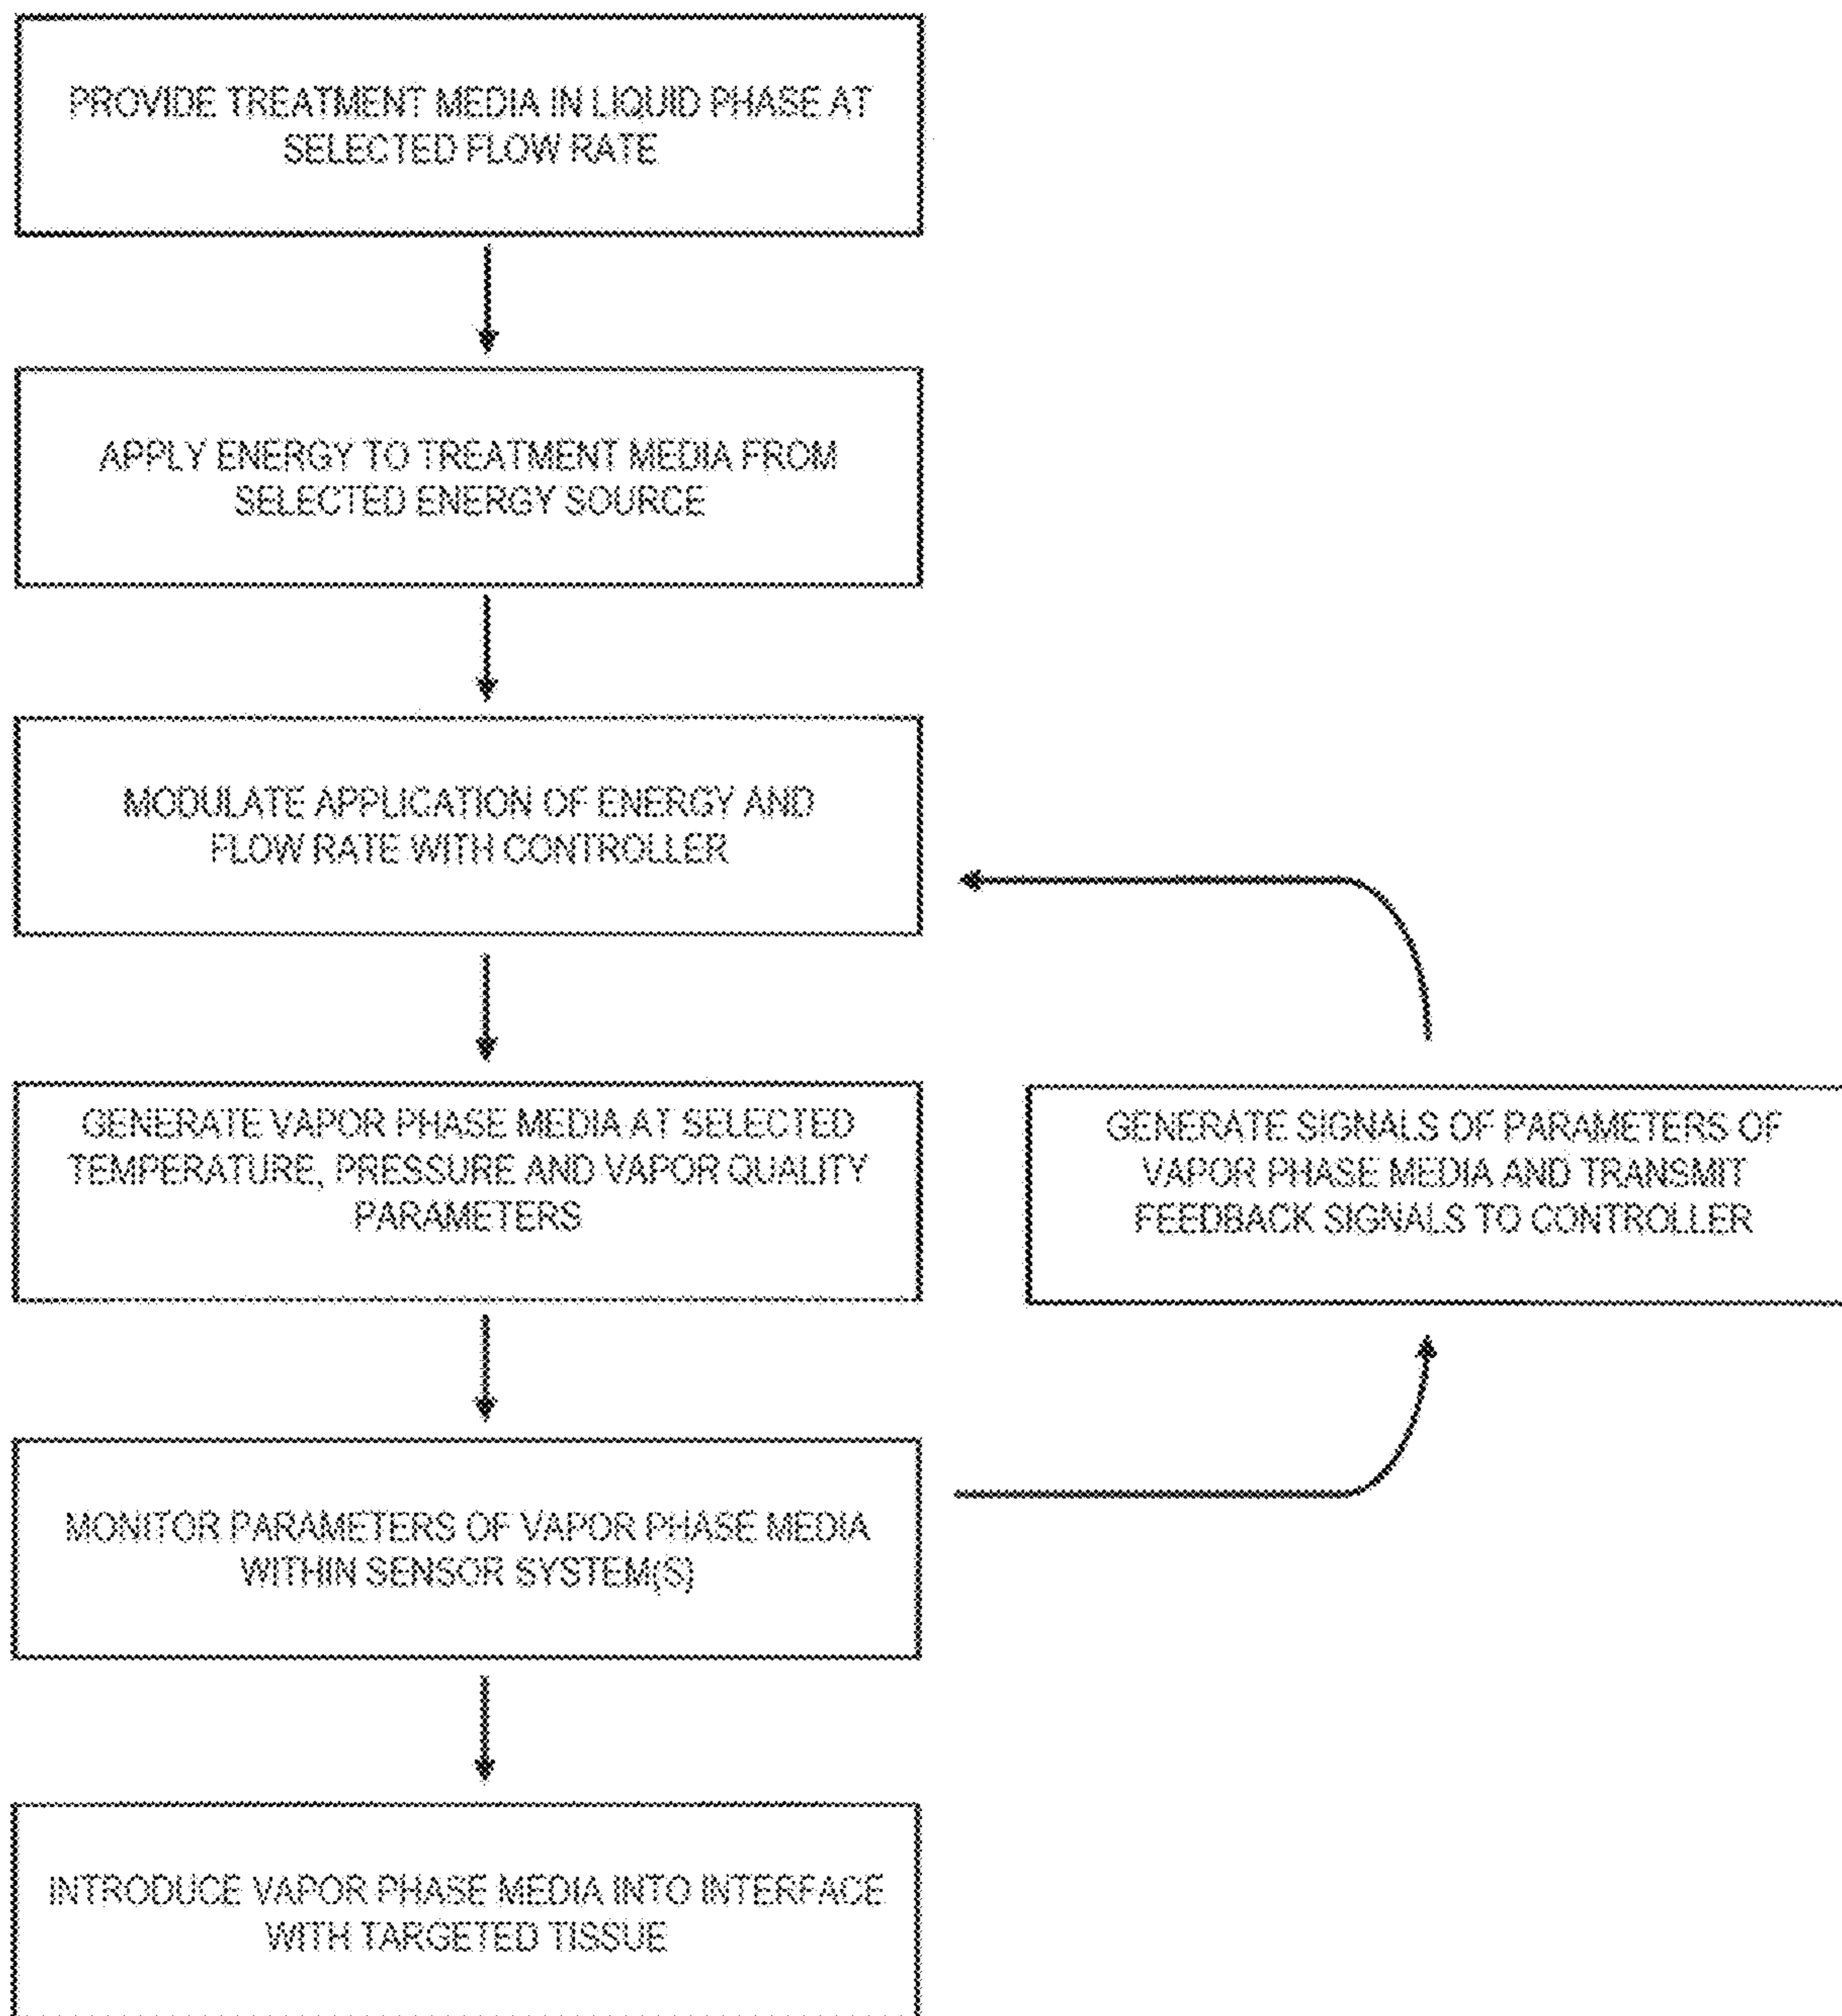 PROVIDE TREATMENT MEDIA IN LIQUID PHASE AT
SELECTED FLOW RATE
APPLY ENERGY TO TREATMENT MEDIA FROM
SELECTED ENERGY SOURCE
MODULATE APPLICATION OF ENERGY AND
FLOW RATE WITH CONTROLLER
GENERATE VAPOR PHASE MEDIA AT SELECTED
TEMPERATURE, PRESSURE AND VAPOR QUALITY
PARAMETERS
GENERATE SIGNALS OF PARAMETERS OF
VAPOR PHASE MEDIA AND TRANSMIT
FEEDBACK SIGNALS TO CONTROLLER
MONITOR PARAMETERS OF VAPOR PHASE MEDIA
WITHIN SENSOR SYSTEM(S)
INTRODUCE VAPOR PHASE MEDIA INTO INTERFACE
WITH TARGETED TISSUE